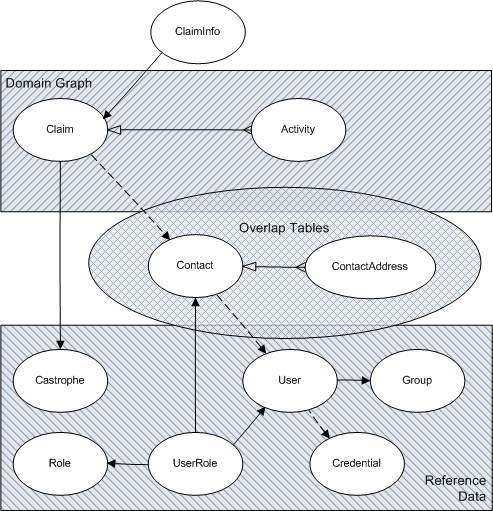 ClaimInfo
Domain Graph
Claim
Activity
Overlap Tables
Contact
ContactAddress
Castrophe
User
Group
Role
UserRole
Credential
Reference
Data